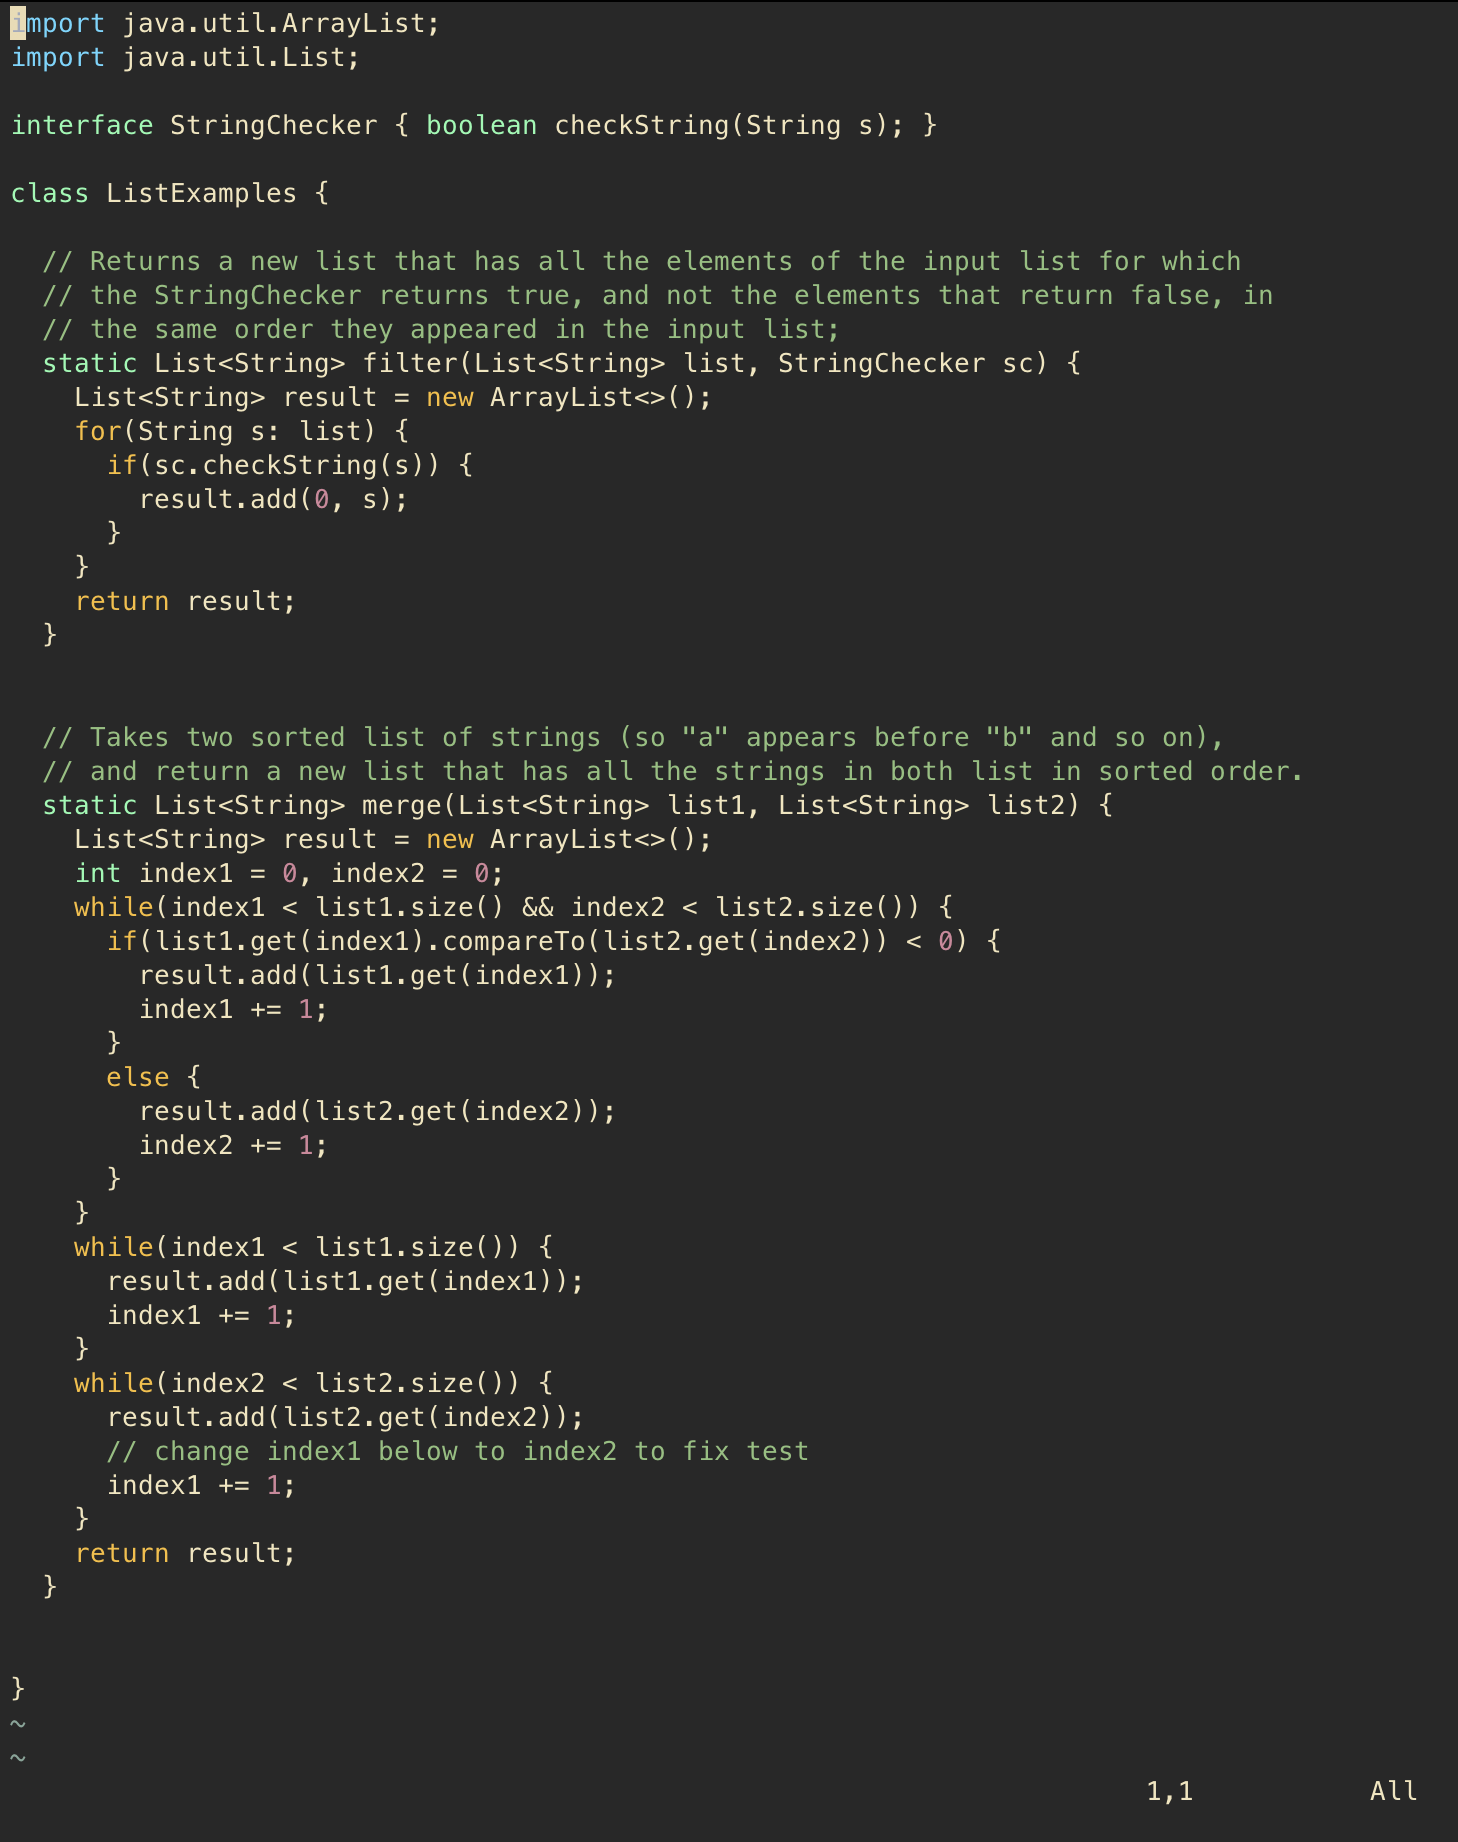 import java.util.ArrayList;
import java.util.List;

interface StringChecker { boolean checkString(String s); }

class ListExamples {

  // Returns a new list that has all the elements of the input list for which
  // the StringChecker returns true, and not the elements that return false, in
  // the same order they appeared in the input list;
  static List<String> filter(List<String> list, StringChecker sc) {
    List<String> result = new ArrayList<>();
    for(String s: list) {
      if(sc.checkString(s)) {
        result.add(0, s);
      }
    }
    return result;
  }


  // Takes two sorted list of strings (so "a" appears before "b" and so on),
  // and return a new list that has all the strings in both list in sorted order.
  static List<String> merge(List<String> list1, List<String> list2) {
    List<String> result = new ArrayList<>();
    int index1 = 0, index2 = 0;
    while(index1 < list1.size() && index2 < list2.size()) {
      if(list1.get(index1).compareTo(list2.get(index2)) < 0) {
        result.add(list1.get(index1));
        index1 += 1;
      }
      else {
        result.add(list2.get(index2));
        index2 += 1;
      }
    }
    while(index1 < list1.size()) {
      result.add(list1.get(index1));
      index1 += 1;
    }
    while(index2 < list2.size()) {
      result.add(list2.get(index2));
      // change index1 below to index2 to fix test
      index1 += 1;
    }
    return result;
  }


}
~
~
1,1 All